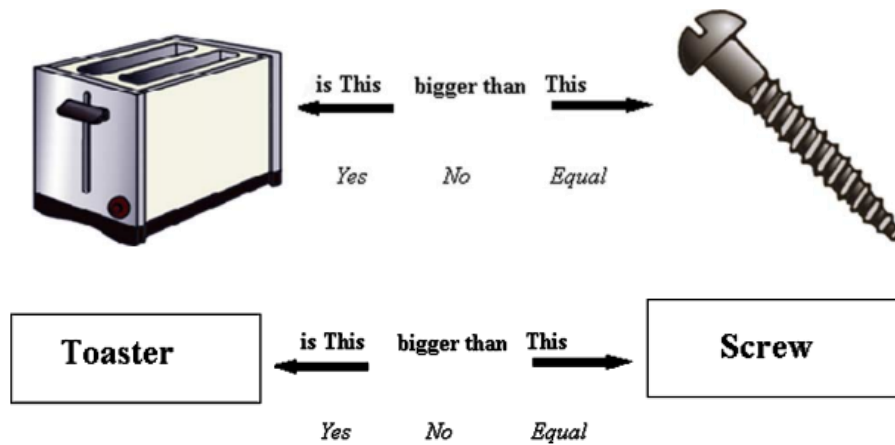 is This bigger than This
Yes No Equal
Toaster is This bigger than This Screw
Yes No Equal